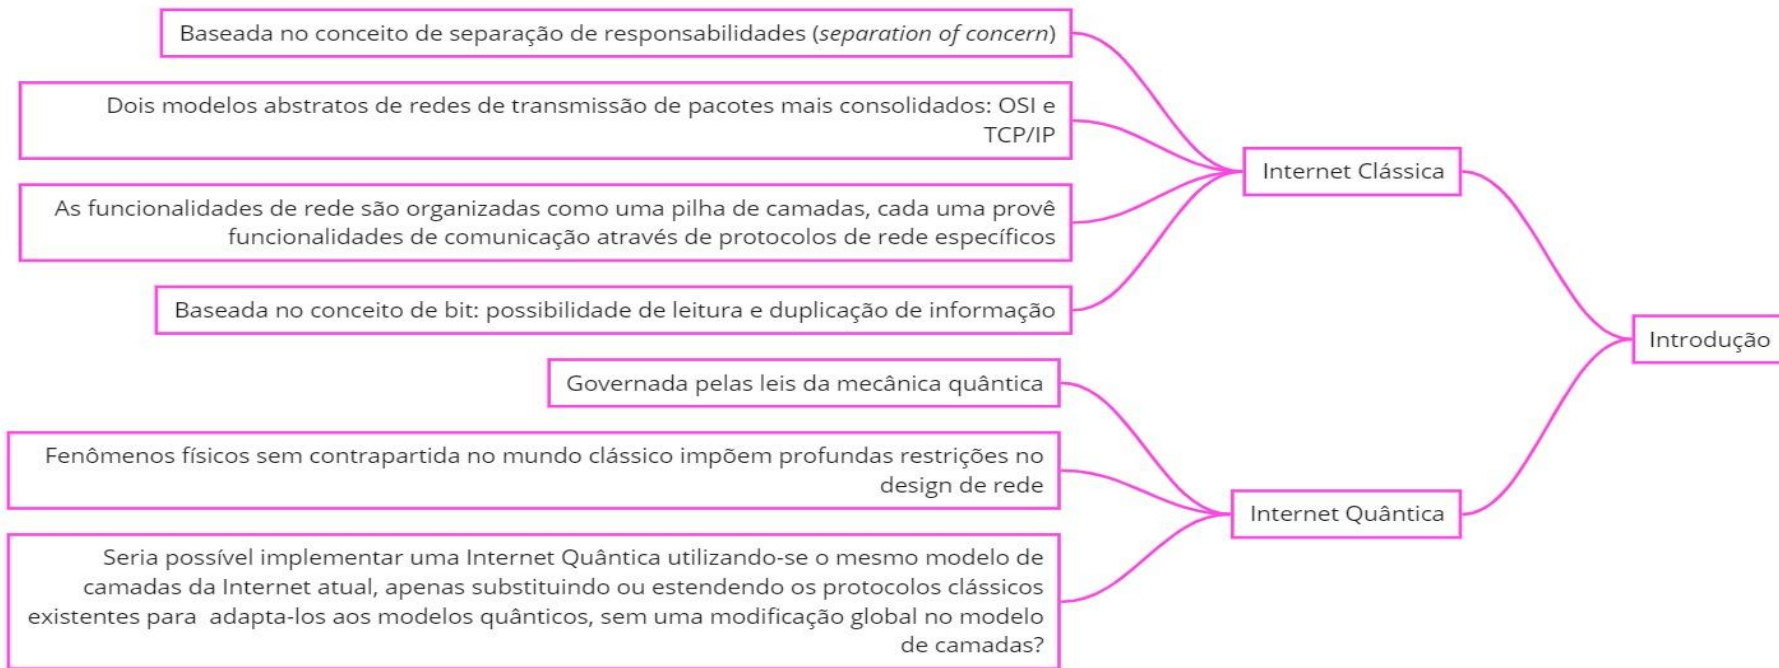 Baseada no conceito de separação de responsabilidades (separation of concern)
Dois modelos abstratos de redes de transmissão de pacotes mais consolidados: OSI e
TCP/IP
As funcionalidades de rede são organizadas como uma pilha de camadas, cada uma provê
funcionalidades de comunicação através de protocolos de rede específicos
Baseada no conceito de bit: possibilidade de leitura e duplicação de informação
Internet Clássica
Introdução
Governada pelas leis da mecânica quântica
Fenômenos físicos sem contrapartida no mundo clássico impõem profundas restrições no
design de rede
Seria possível implementar uma Internet Quântica utilizando-se o mesmo modelo de
camadas da Internet atual, apenas substituindo ou estendendo os protocolos clássicos
existentes para  adapta-los aos modelos quânticos, sem uma modificação global no modelo
de camadas?
Internet Quântica